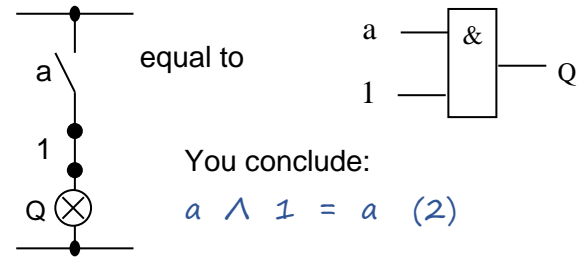 a
equal to
1
Q
a
&
1
Q
You conclude:
a ∧ 1 = a (2)